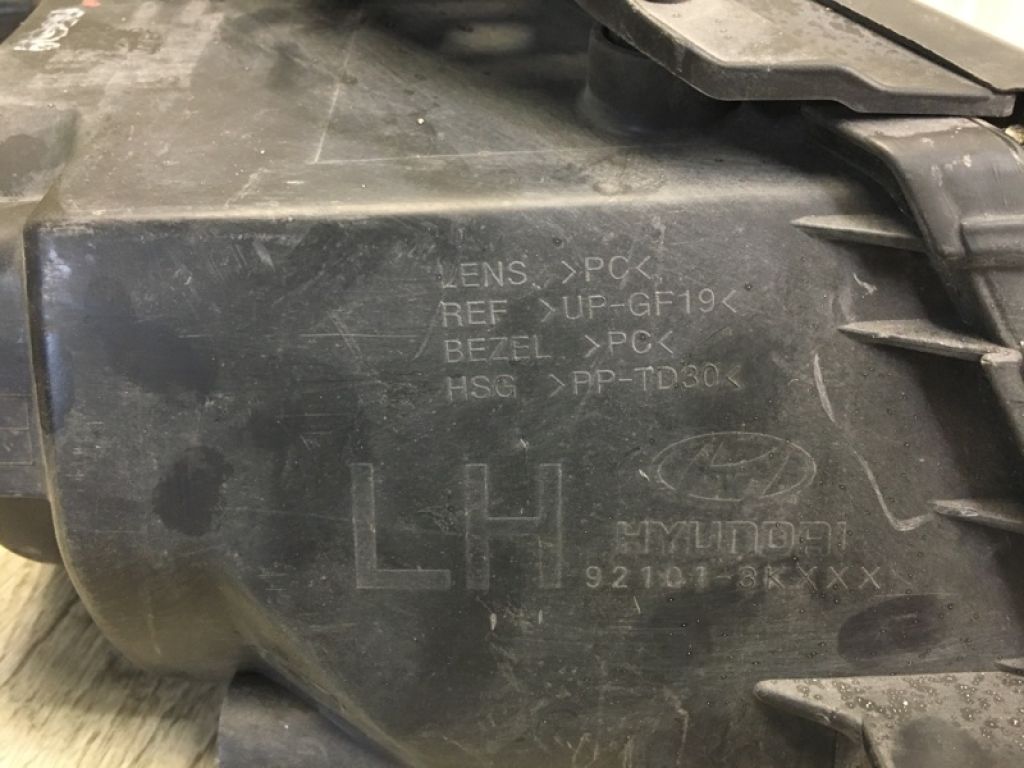 LENS >PC<
REF >UP-GF19<
BEZEL >PC<
HSG >PP-TD30<
LH
HYUNDAI
92101-3KXXX